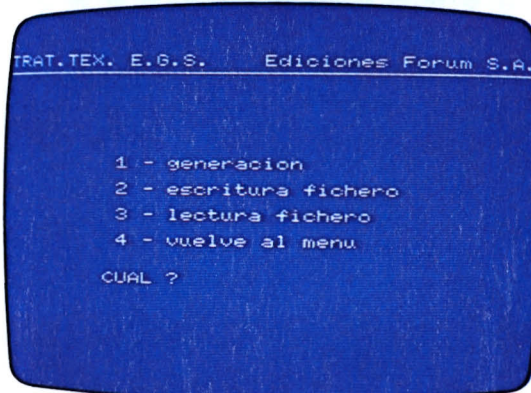 TRAT.TEX. E.G.S. Ediciones Forum S.A.
1 - generacion
2 - escritura fichero
3 - lectura fichero
4 - vuelve al menu
CUAL ?